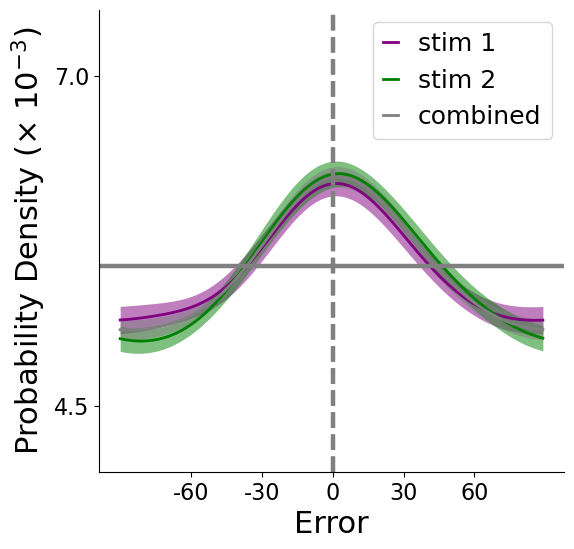 stim 1
stim 2
combined
Probability Density (× 10⁻³)
7.0
4.5
-60 -30 0 30 60
Error